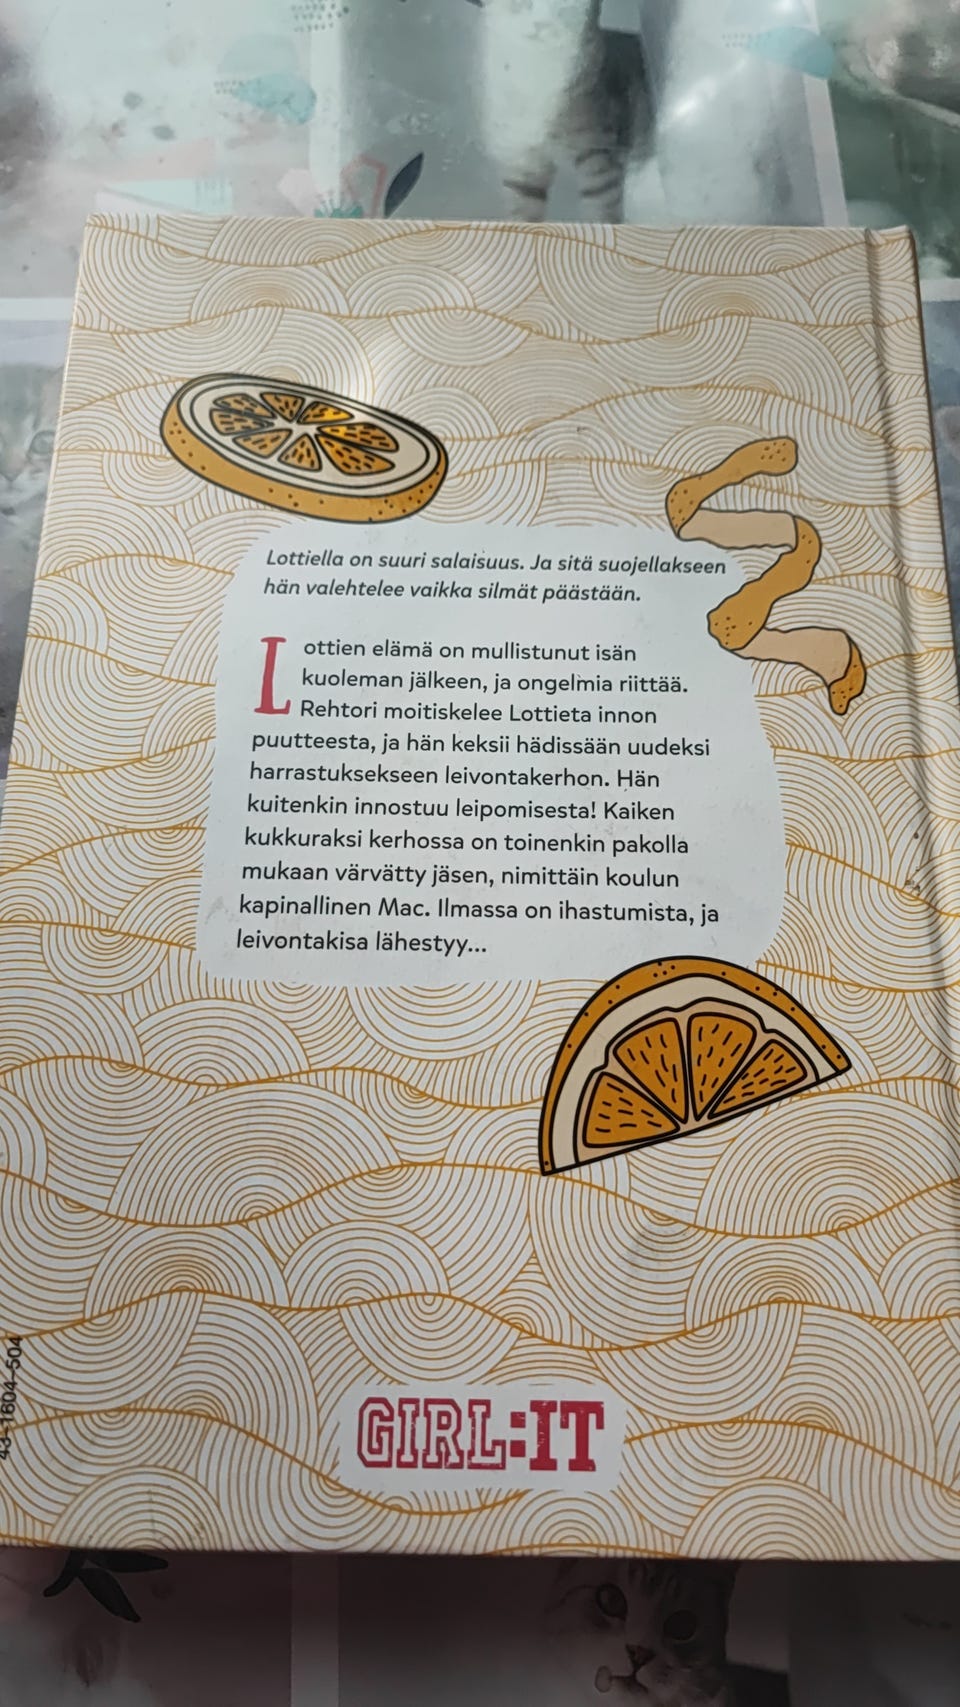 Lottiella on suuri salaisuus. Ja sitä suojellakseen
hän valehtelee vaikka silmät päästään.
Lottien elämä on mullistunut isän
kuoleman jälkeen, ja ongelmia riittää.
Rehtori moitiskelee Lottieta innon
puutteesta, ja hän keksii hädissään uudeksi
harrastuksekseen leivontakerhon. Hän
kuitenkin innostuu leipomisesta! Kaiken
kukkuraksi kerhossa on toinenkin pakolla
mukaan värvätty jäsen, nimittäin koulun
kapinallinen Mac. Ilmassa on ihastumista, ja
leivontakisa lähestyy...
43-1604-504
GIRL:IT